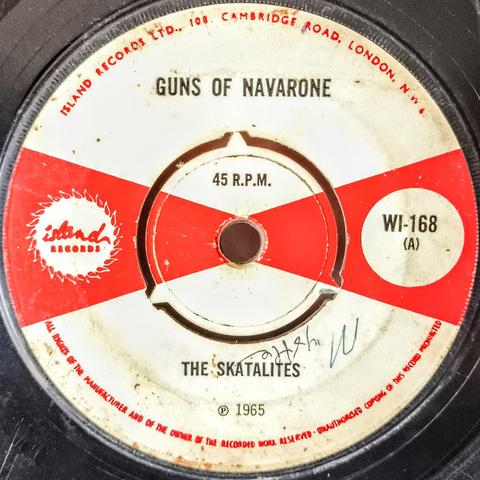 ISLAND RECORDS LTD., 108, CAMBRIDGE ROAD, LONDON, N.W.6.
GUNS OF NAVARONE
45 R.P.M.
island
RECORDS
WI-168
(A)
THE SKATALITES
℗ 1965
ALL RIGHTS OF THE MANUFACTURER AND OF THE OWNER OF THE RECORDED WORK RESERVED · UNAUTHORISED COPYING OF THIS RECORD PROHIBITED